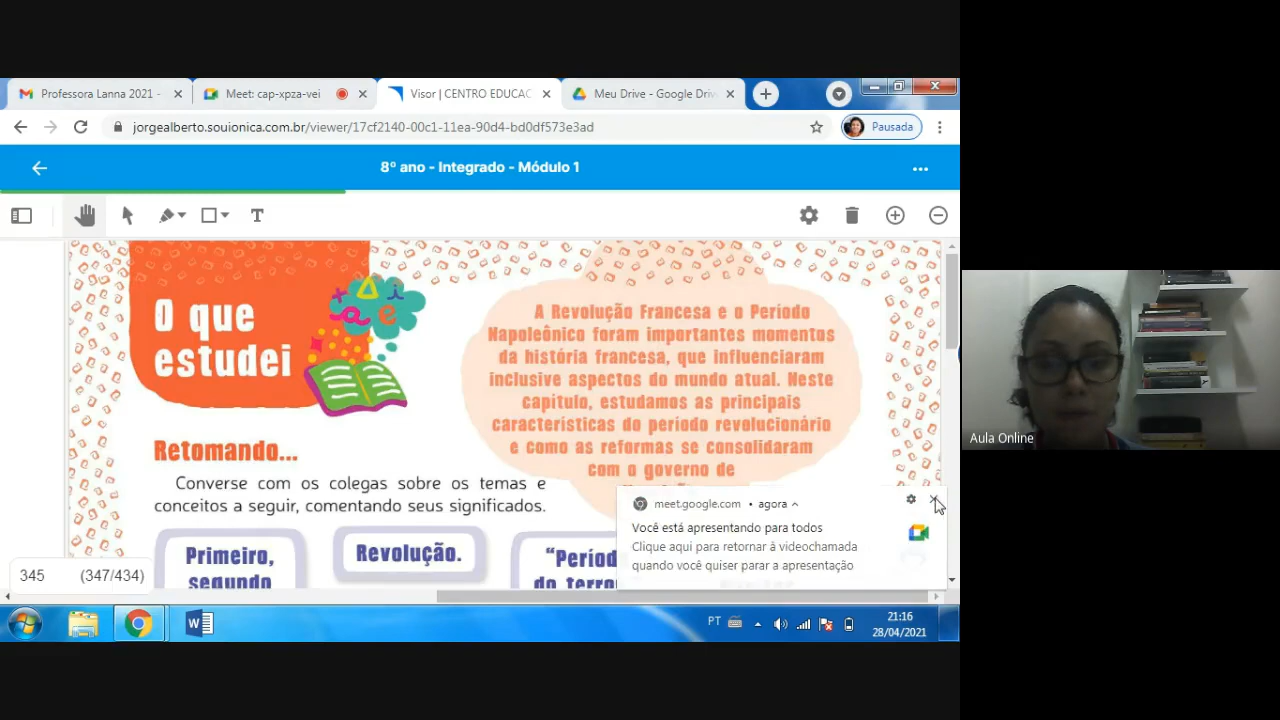 Professora Lanna 2021 -
Meet: cap-xpza-vei
Visor | CENTRO EDUCAC
Meu Drive - Google Driv
jorgealberto.souionica.com.br/viewer/17cf2140-00c1-11ea-90d4-bd0df573e3ad
Pausada
8º ano - Integrado - Módulo 1
T
O que
estudei
A Revolução Francesa e o Período
Napoleônico foram importantes momentos
da história francesa, que influenciaram
inclusive aspectos do mundo atual. Neste
capítulo, estudamos as principais
características do período revolucionário
e como as reformas se consolidaram
com o governo de
Retomando...
Converse com os colegas sobre os temas e
conceitos a seguir, comentando seus significados.
Primeiro,
segundo
Revolução.
"Períod
do terro
meet.google.com • agora
Você está apresentando para todos
Clique aqui para retornar à videochamada
quando você quiser parar a apresentação
345 (347/434)
PT
21:16
28/04/2021
Aula Online